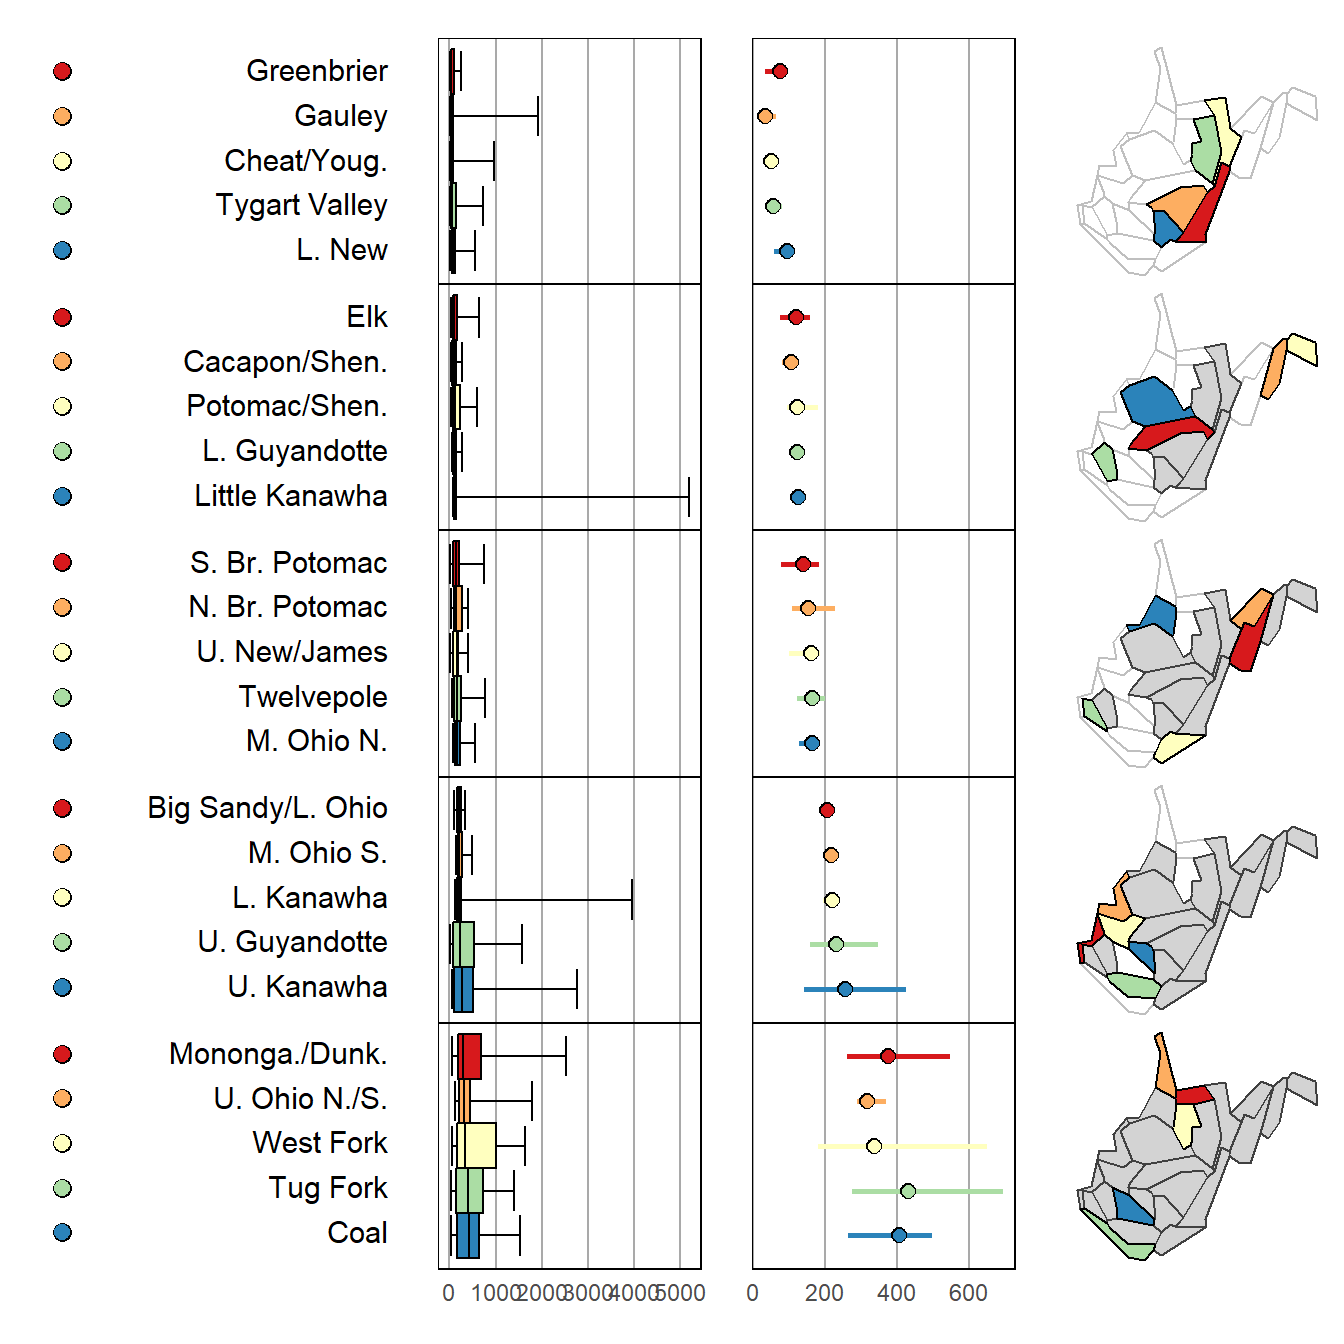 Greenbrier
Gauley
Cheat/Youg.
Tygart Valley
L. New
Elk
Cacapon/Shen.
Potomac/Shen.
L. Guyandotte
Little Kanawha
S. Br. Potomac
N. Br. Potomac
U. New/James
Twelvepole
M. Ohio N.
Big Sandy/L. Ohio
M. Ohio S.
L. Kanawha
U. Guyandotte
U. Kanawha
Mononga./Dunk.
U. Ohio N./S.
West Fork
Tug Fork
Coal
0 1000 2000 3000 4000 5000
0 200 400 600